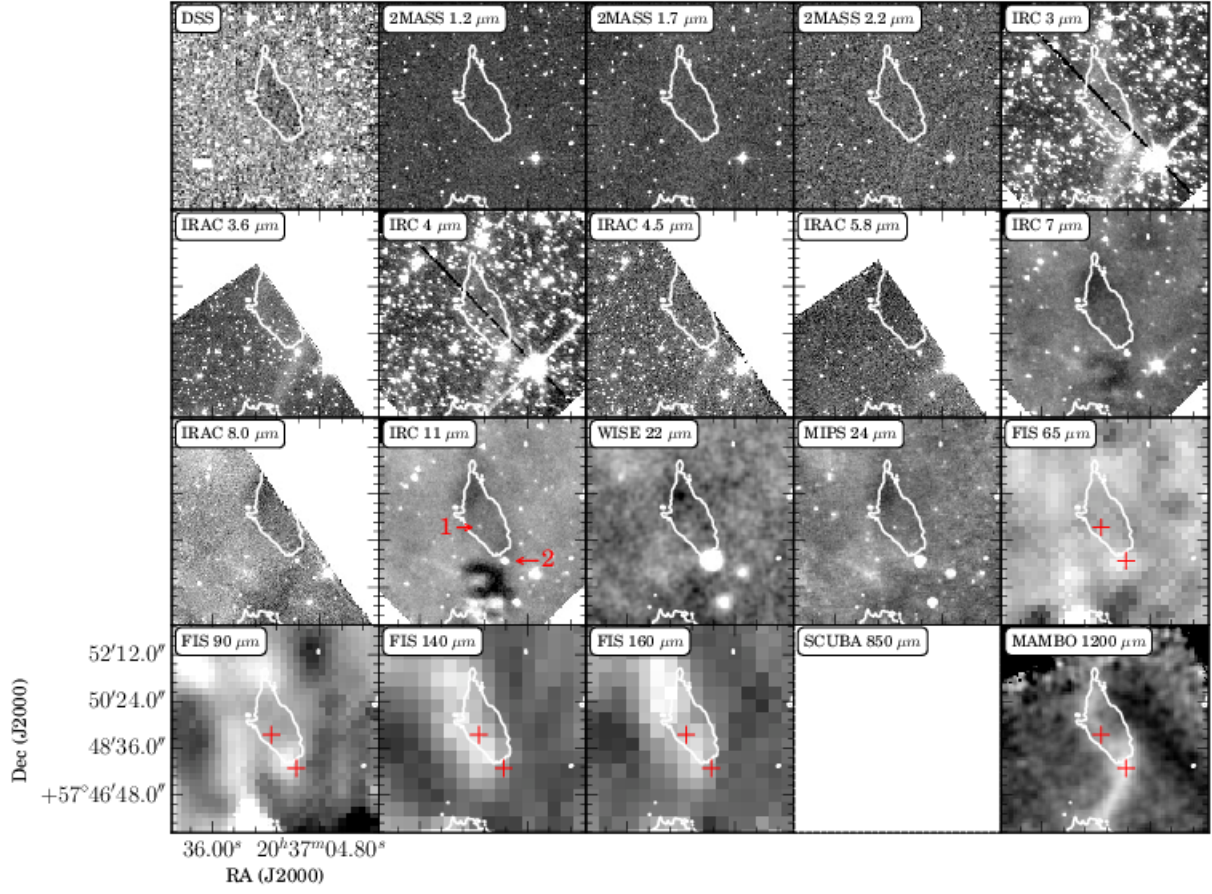 DSS
2MASS 1.2 μm
2MASS 1.7 μm
2MASS 2.2 μm
IRC 3 μm
IRAC 3.6 μm
IRC 4 μm
IRAC 4.5 μm
IRAC 5.8 μm
IRC 7 μm
IRAC 8.0 μm
IRC 11 μm
WISE 22 μm
MIPS 24 μm
FIS 65 μm
1
2
FIS 90 μm
FIS 140 μm
FIS 160 μm
SCUBA 850 μm
MAMBO 1200 μm
52′12.0″
50′24.0″
48′36.0″
+57°46′48.0″
Dec (J2000)
36.00ˢ 20ʰ37ᵐ04.80ˢ
RA (J2000)